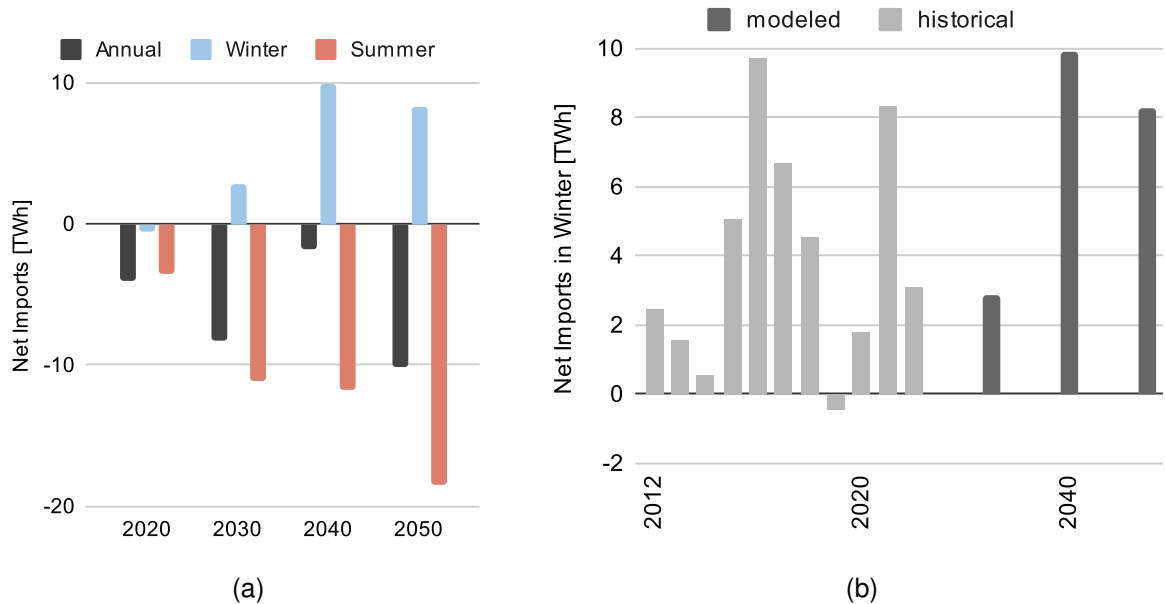 Annual Winter Summer
Net Imports [TWh]
10
0
-10
-20
2020 2030 2040 2050
(a)
modeled historical
Net Imports in Winter [TWh]
10
8
6
4
2
0
-2
2012 2020 2040
(b)